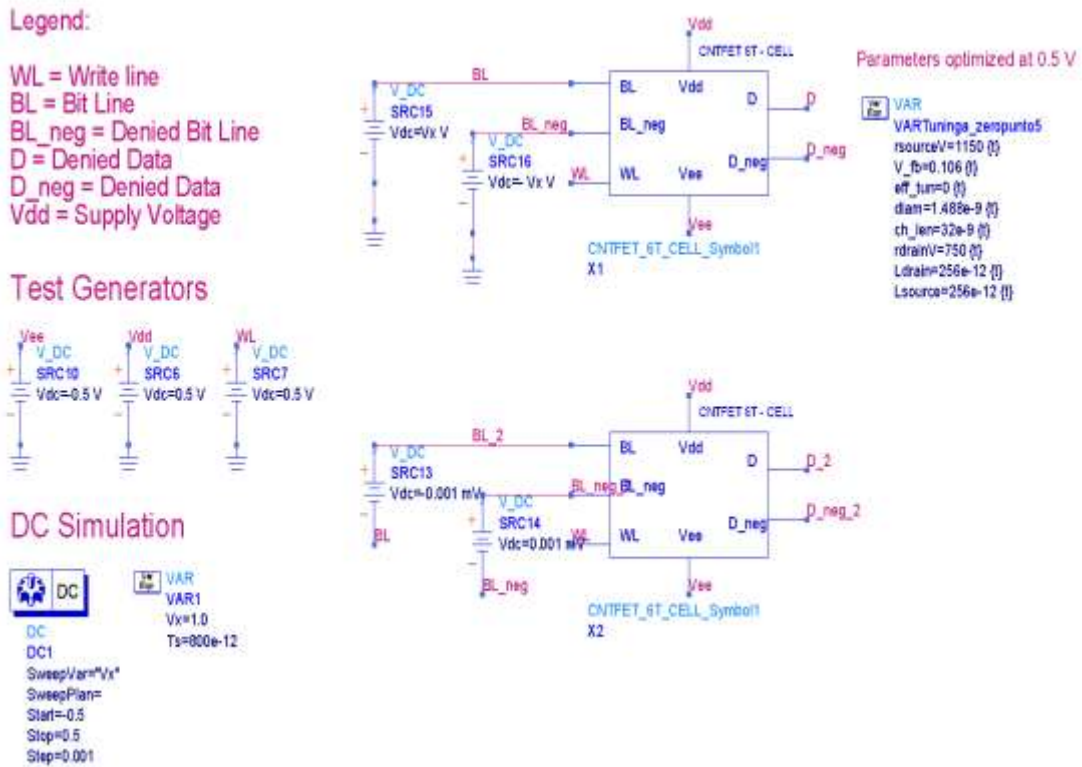 Legend:
WL = Write line
BL = Bit Line
BL_neg = Denied Bit Line
D = Denied Data
D_neg = Denied Data
Vdd = Supply Voltage
Test Generators
Vee
V_DC
SRC10
Vdc=-0.5 V
Vdd
V_DC
SRC6
Vdc=0.5 V
WL
V_DC
SRC7
Vdc=0.5 V
DC Simulation
DC
DC
DC1
SweepVar="Vx"
SweepPlan=
Start=-0.5
Stop=0.5
Step=0.001
Var
Eqn
VAR
VAR1
Vx=1.0
Ts=800e-12
BL
V_DC
SRC15
Vdc=Vx V
BL_neg
V_DC
SRC16
Vdc=- Vx V
WL
Vdd
CNTFET 6T - CELL
BL
Vdd
D
BL_neg
D_neg
WL
Vee
D
D_neg
Vee
CNTFET_6T_CELL_Symbol1
X1
Parameters optimized at 0.5 V
Var
Eqn
VAR
VARTuninga_zeropunto5
rsourceV=1150 {t}
V_fb=0.106 {t}
eff_tun=0 {t}
diam=1.488e-9 {t}
ch_len=32e-9 {t}
rdrainV=750 {t}
Ldrain=256e-12 {t}
Lsource=256e-12 {t}
BL_2
V_DC
SRC13
Vdc=-0.001 mV
BL
V_DC
SRC14
Vdc=0.001 mV
BL_neg
WL
Vdd
CNTFET 6T - CELL
BL
Vdd
D
BL_neg
D_neg
WL
Vee
D_2
D_neg_2
Vee
CNTFET_6T_CELL_Symbol1
X2